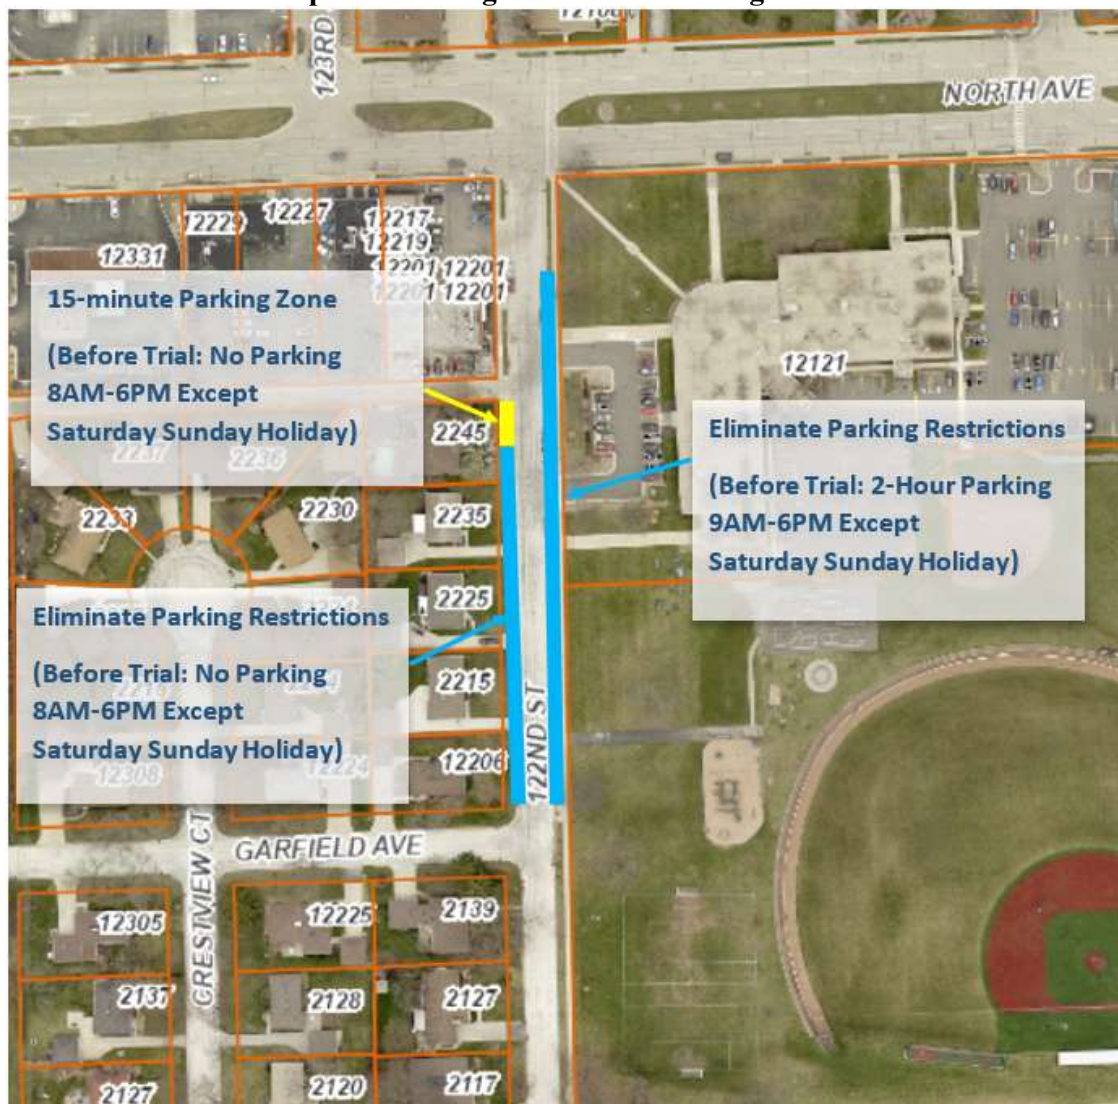 123RD
NORTH AVE
12229
12227
12217
12219
12331
12201 12201
12201 12201
15-minute Parking Zone
(Before Trial: No Parking
8AM-6PM Except
Saturday Sunday Holiday)
12121
2245
2237
2236
Eliminate Parking Restrictions
(Before Trial: 2-Hour Parking
9AM-6PM Except
Saturday Sunday Holiday)
2233
2230
2235
2225
Eliminate Parking Restrictions
(Before Trial: No Parking
8AM-6PM Except
Saturday Sunday Holiday)
2215
122ND ST
12308
12224
12206
GARFIELD AVE
CRESTVIEW CT
12305
12225
2139
2137
2128
2127
2127
2120
2117